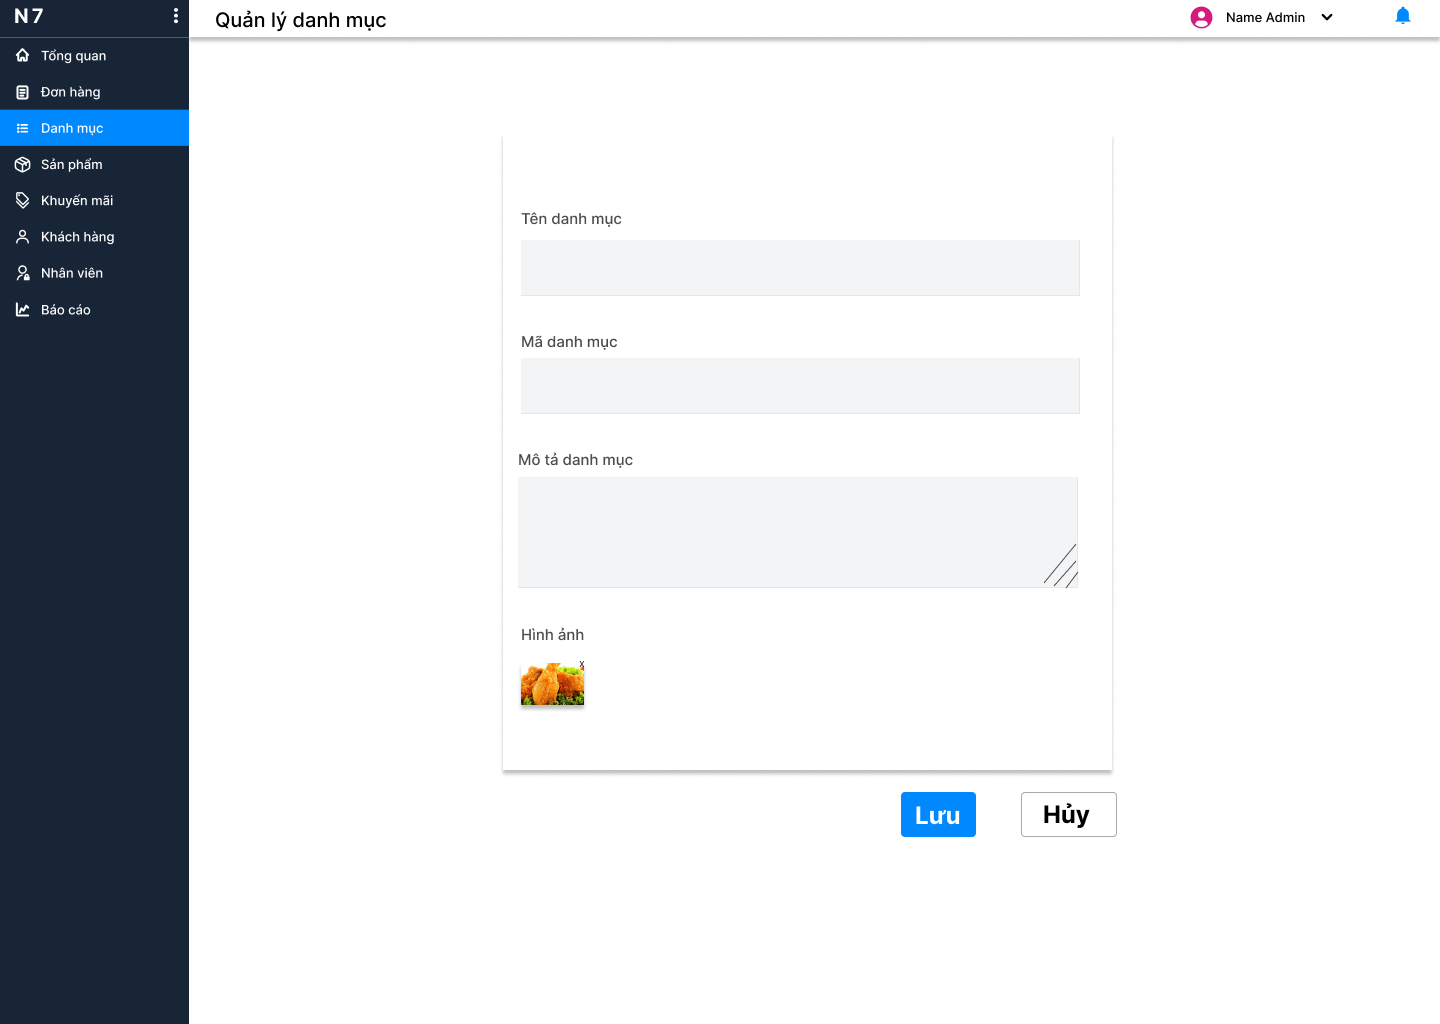 N7
Quản lý danh mục
Name Admin
Tổng quan
Đơn hàng
Danh mục
Sản phẩm
Khuyến mãi
Khách hàng
Nhân viên
Báo cáo
Tên danh mục
Mã danh mục
Mô tả danh mục
Hình ảnh
X
Lưu
Hủy